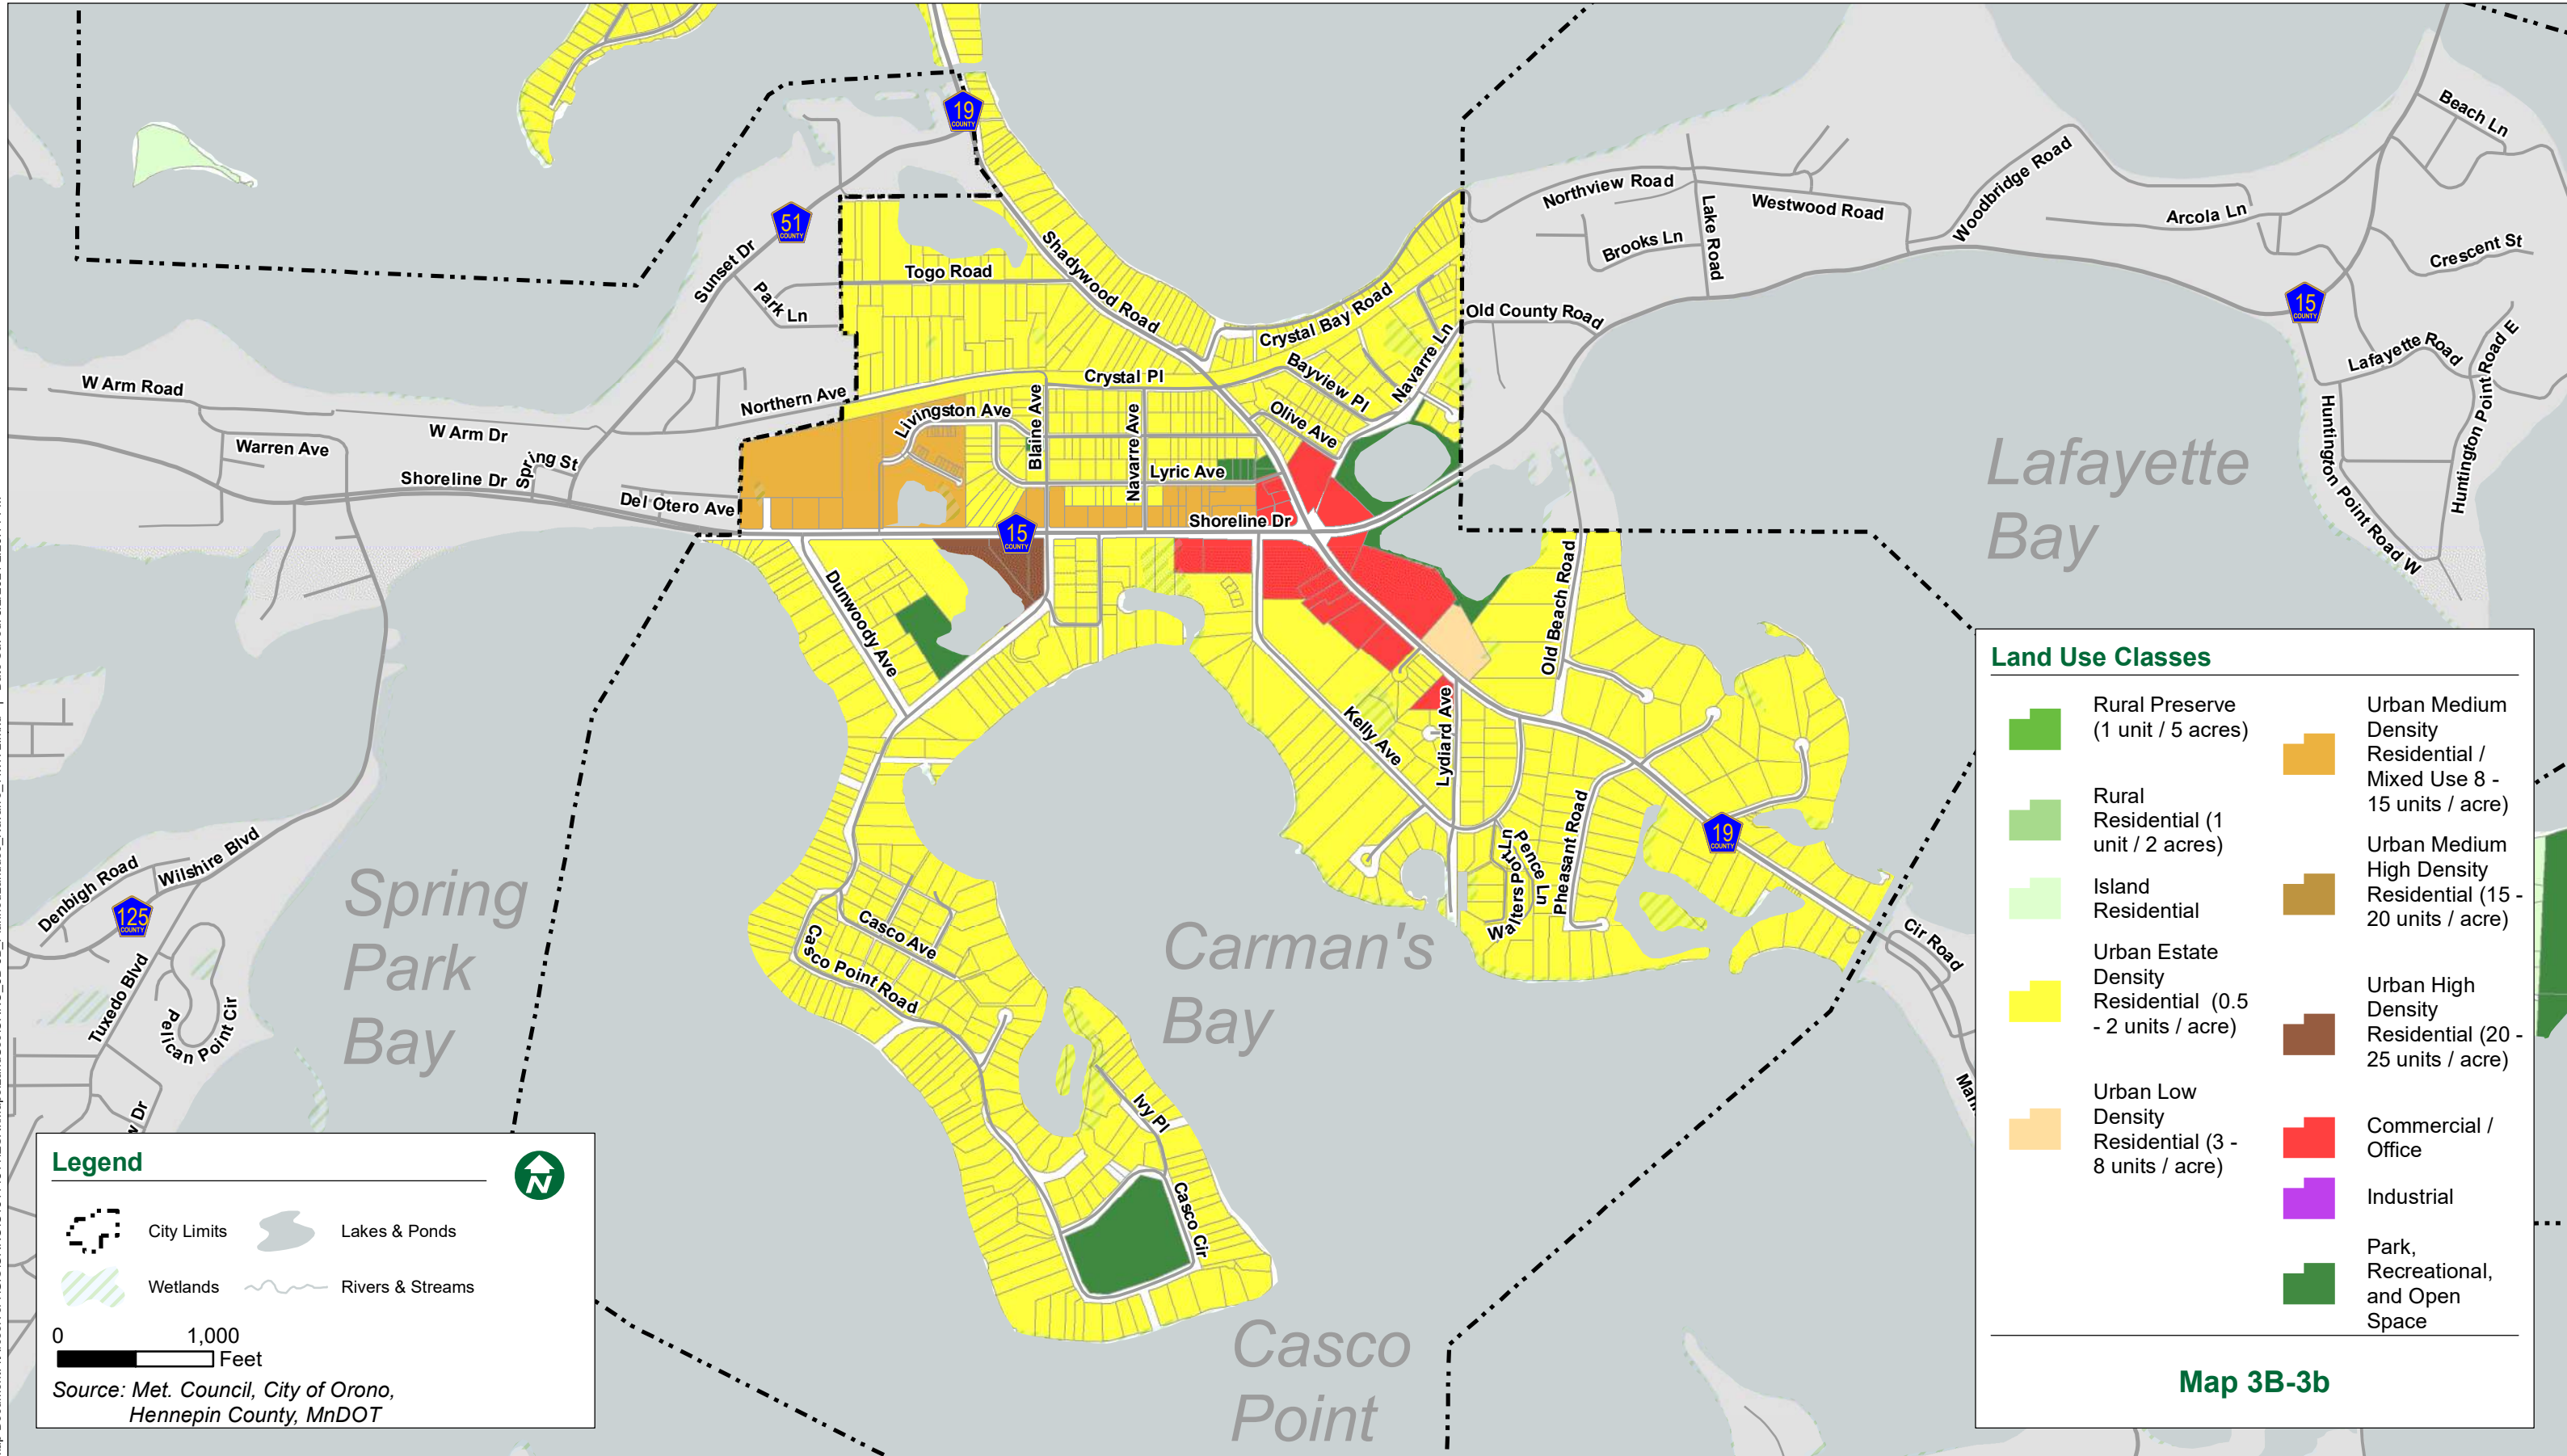 19
COUNTY
Beach Ln
Woodbridge Road
Northview Road
Westwood Road
Lake Road
Arcola Ln
51
COUNTY
Sunset Dr
Shadywood Road
Brooks Ln
Crescent St
Togo Road
Park Ln
Crystal Bay Road
Old County Road
15
COUNTY
Navarre Ln
Lafayette Road
Huntington Point Road E
W Arm Road
Northern Ave
Crystal Pl
Bayview Pl
Livingston Ave
Blaine Ave
Navarre Ave
Olive Ave
W Arm Dr
Warren Ave
Spring St
Shoreline Dr
Lyric Ave
Del Otero Ave
Shoreline Dr
15
COUNTY
Lafayette
Bay
Huntington Point Road W
Dunwoody Ave
Old Beach Road
Kelly Ave
Lydiard Ave
Pheasant Road
Pence Ln
Walters Port Ln
19
COUNTY
Denbigh Road
Wilshire Blvd
125
COUNTY
Tuxedo Blvd
Pelican Point Cir
Spring
Park
Bay
Casco Ave
Casco Point Road
Carman's
Bay
Cir Road
Ivy Pl
Casco Cir
Casco
Point
Legend
N
City Limits
Lakes & Ponds
Wetlands
Rivers & Streams
0 1,000
Feet
Source: Met. Council, City of Orono,
Hennepin County, MnDOT
Land Use Classes
Rural Preserve
(1 unit / 5 acres)
Rural
Residential (1
unit / 2 acres)
Island
Residential
Urban Estate
Density
Residential (0.5
- 2 units / acre)
Urban Low
Density
Residential (3 -
8 units / acre)
Urban Medium
Density
Residential /
Mixed Use 8 -
15 units / acre)
Urban Medium
High Density
Residential (15 -
20 units / acre)
Urban High
Density
Residential (20 -
25 units / acre)
Commercial /
Office
Industrial
Park,
Recreational,
and Open
Space
Map 3B-3b